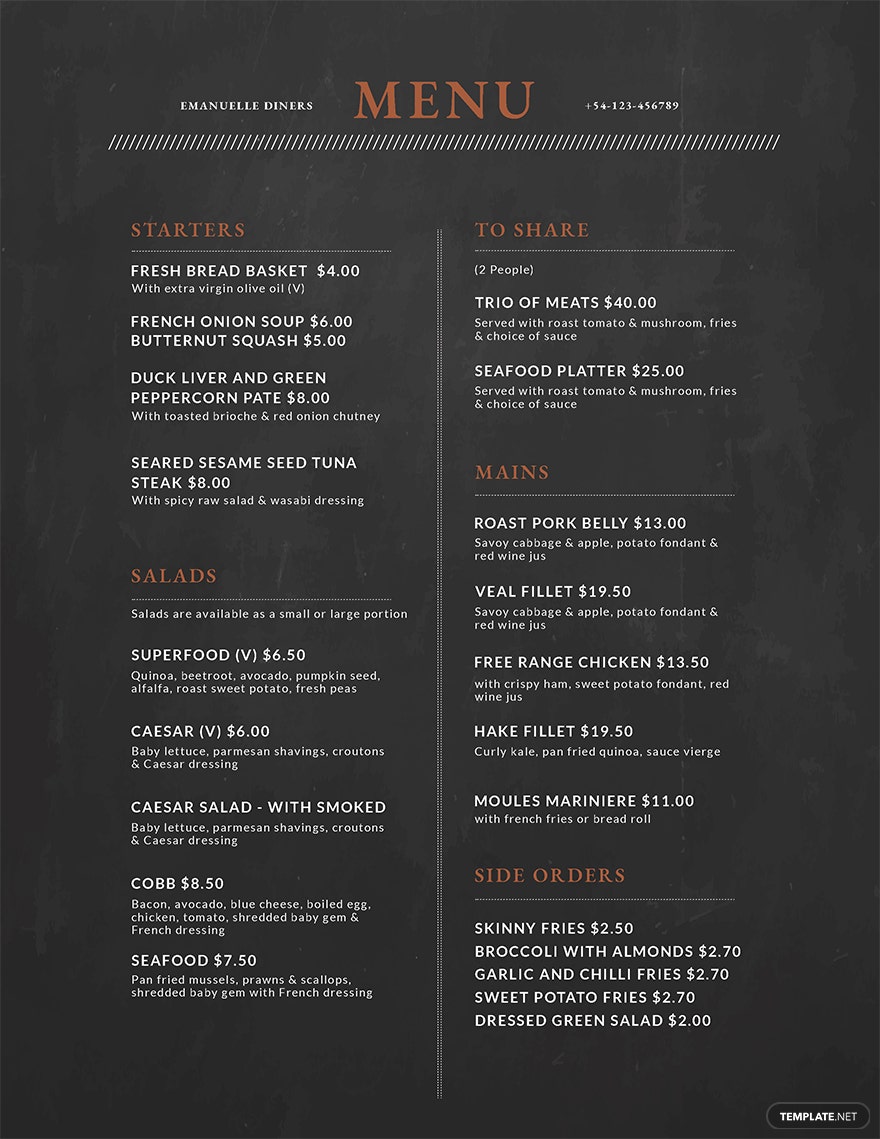 EMANUELLE DINERS
MENU
+54-123-456789
STARTERS
FRESH BREAD BASKET $4.00
With extra virgin olive oil (V)
FRENCH ONION SOUP $6.00
BUTTERNUT SQUASH $5.00
DUCK LIVER AND GREEN
PEPPERCORN PATE $8.00
With toasted brioche & red onion chutney
SEARED SESAME SEED TUNA
STEAK $8.00
With spicy raw salad & wasabi dressing
SALADS
Salads are available as a small or large portion
SUPERFOOD (V) $6.50
Quinoa, beetroot, avocado, pumpkin seed,
alfalfa, roast sweet potato, fresh peas
CAESAR (V) $6.00
Baby lettuce, parmesan shavings, croutons
& Caesar dressing
CAESAR SALAD - WITH SMOKED
Baby lettuce, parmesan shavings, croutons
& Caesar dressing
COBB $8.50
Bacon, avocado, blue cheese, boiled egg,
chicken, tomato, shredded baby gem &
French dressing
SEAFOOD $7.50
Pan fried mussels, prawns & scallops,
shredded baby gem with French dressing
TO SHARE
(2 People)
TRIO OF MEATS $40.00
Served with roast tomato & mushroom, fries
& choice of sauce
SEAFOOD PLATTER $25.00
Served with roast tomato & mushroom, fries
& choice of sauce
MAINS
ROAST PORK BELLY $13.00
Savoy cabbage & apple, potato fondant &
red wine jus
VEAL FILLET $19.50
Savoy cabbage & apple, potato fondant &
red wine jus
FREE RANGE CHICKEN $13.50
with crispy ham, sweet potato fondant, red
wine jus
HAKE FILLET $19.50
Curly kale, pan fried quinoa, sauce vierge
MOULES MARINIERE $11.00
with french fries or bread roll
SIDE ORDERS
SKINNY FRIES $2.50
BROCCOLI WITH ALMONDS $2.70
GARLIC AND CHILLI FRIES $2.70
SWEET POTATO FRIES $2.70
DRESSED GREEN SALAD $2.00
TEMPLATE.NET